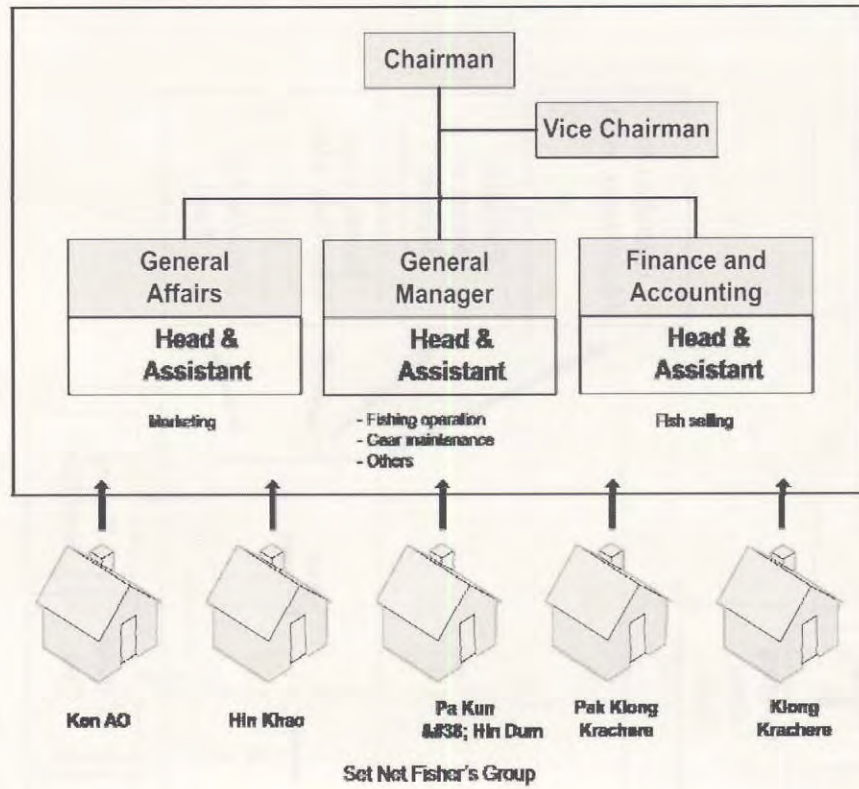 Chairman
Vice Chairman
General
Affairs
Head &
Assistant
Marketing
General
Manager
Head &
Assistant
- Fishing operation
- Gear maintenance
- Others
Finance and
Accounting
Head &
Assistant
Fish selling
Kon AO
Hin Khao
Pa Kun
&#38; Hin Dum
Pak Klong
Krachere
Klong
Krachere
Set Net Fisher's Group